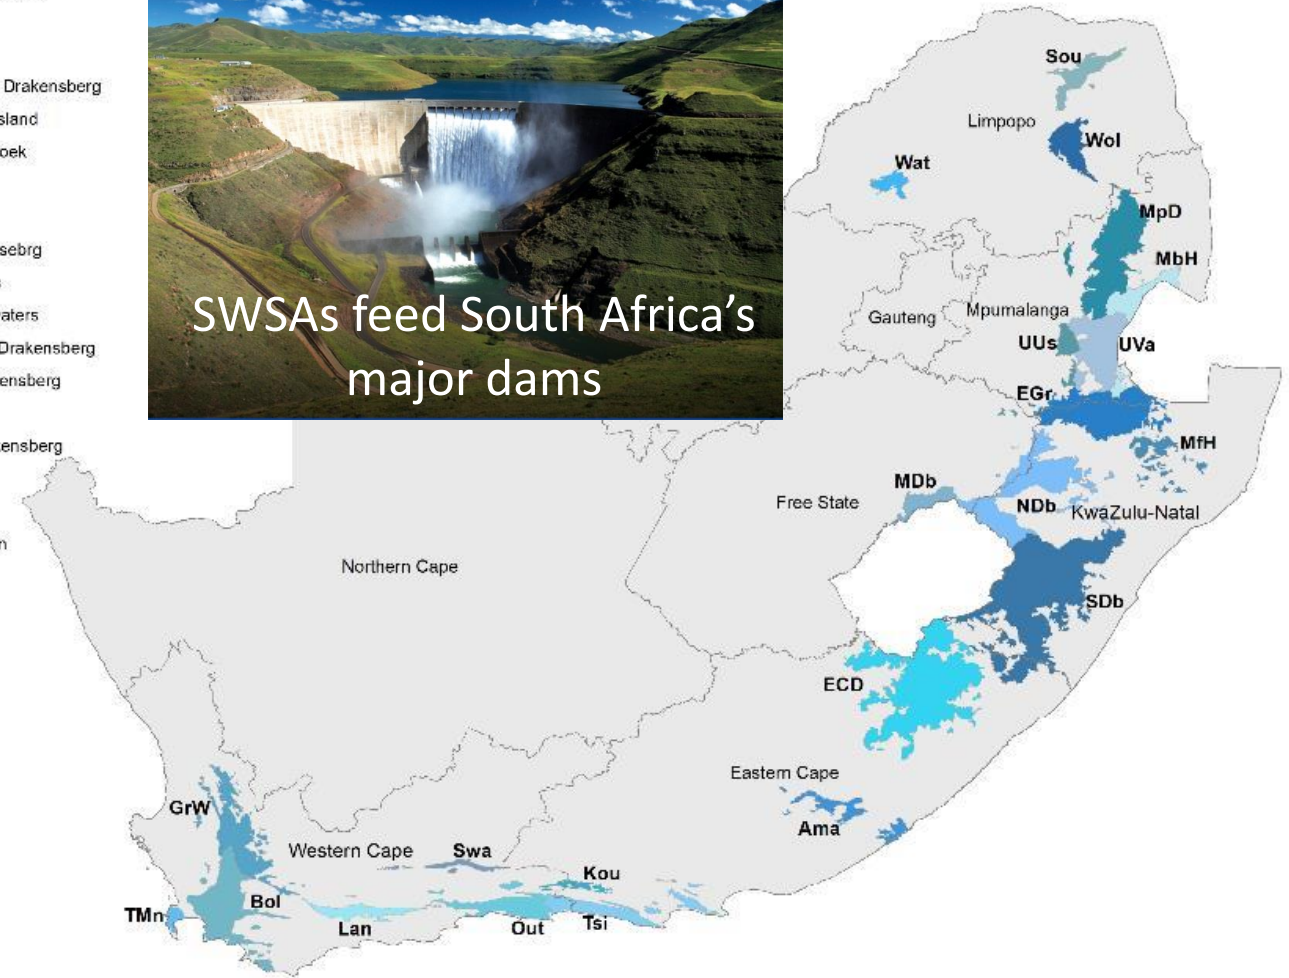 Drakensberg
sland
oek
sebrg
aters
Drakensberg
ensberg
ensberg
n
SWSAs feed South Africa’s
major dams
Sou
Limpopo
Wol
Wat
MpD
MbH
Mpumalanga
Gauteng
UUs
UVa
EGr
MfH
MDb
Free State
NDb
KwaZulu-Natal
Northern Cape
SDb
ECD
Eastern Cape
GrW
Ama
Western Cape
Swa
Kou
Bol
TMn
Lan
Out
Tsi